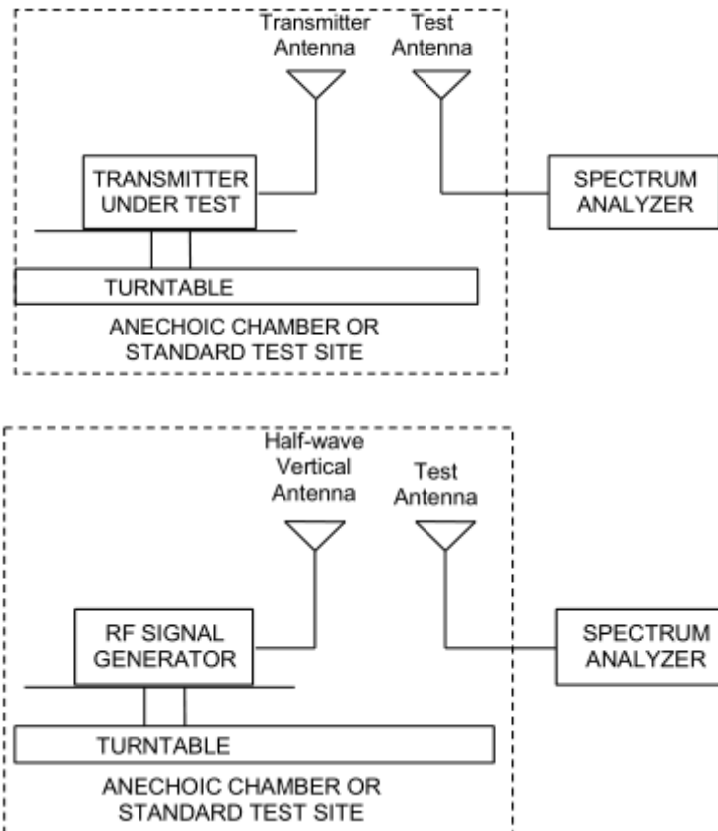 Transmitter
Antenna
Test
Antenna
TRANSMITTER
UNDER TEST
SPECTRUM
ANALYZER
TURNTABLE
ANECHOIC CHAMBER OR
STANDARD TEST SITE
Half-wave
Vertical
Antenna
Test
Antenna
RF SIGNAL
GENERATOR
SPECTRUM
ANALYZER
TURNTABLE
ANECHOIC CHAMBER OR
STANDARD TEST SITE